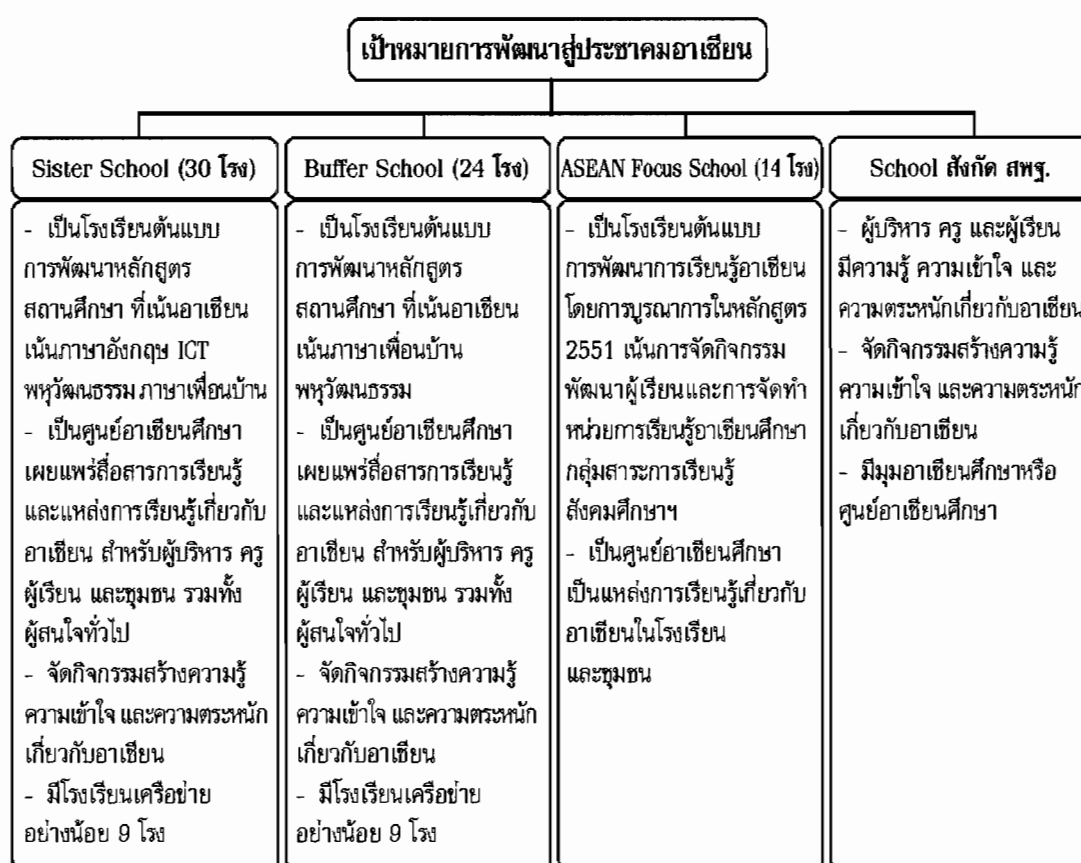 เป้าหมายการพัฒนาสู่ประชาคมอาเซียน
Sister School (30 โรง)
- เป็นโรงเรียนต้นแบบ
การพัฒนาหลักสูตร
สถานศึกษา ที่เน้นอาเซียน
เน้นภาษาอังกฤษ ICT
พหุวัฒนธรรม ภาษาเพื่อนบ้าน
- เป็นศูนย์อาเซียนศึกษา
เผยแพร่สื่อสารการเรียนรู้
และแหล่งการเรียนรู้เกี่ยวกับ
อาเซียน สำหรับผู้บริหาร ครู
ผู้เรียน และชุมชน รวมทั้ง
ผู้สนใจทั่วไป
- จัดกิจกรรมสร้างความรู้
ความเข้าใจ และความตระหนัก
เกี่ยวกับอาเซียน
- มีโรงเรียนเครือข่าย
อย่างน้อย 9 โรง
Buffer School (24 โรง)
- เป็นโรงเรียนต้นแบบ
การพัฒนาหลักสูตร
สถานศึกษา ที่เน้นอาเซียน
เน้นภาษาเพื่อนบ้าน
พหุวัฒนธรรม
- เป็นศูนย์อาเซียนศึกษา
เผยแพร่สื่อสารการเรียนรู้
และแหล่งการเรียนรู้เกี่ยวกับ
อาเซียน สำหรับผู้บริหาร ครู
ผู้เรียน และชุมชน รวมทั้ง
ผู้สนใจทั่วไป
- จัดกิจกรรมสร้างความรู้
ความเข้าใจ และความตระหนัก
เกี่ยวกับอาเซียน
- มีโรงเรียนเครือข่าย
อย่างน้อย 9 โรง
ASEAN Focus School (14 โรง)
- เป็นโรงเรียนต้นแบบ
การพัฒนาการเรียนรู้อาเซียน
โดยการบูรณาการในหลักสูตร
2551 เน้นการจัดกิจกรรม
พัฒนาผู้เรียนและการจัดทำ
หน่วยการเรียนรู้อาเซียนศึกษา
กลุ่มสาระการเรียนรู้
สังคมศึกษาฯ
- เป็นศูนย์อาเซียนศึกษา
เป็นแหล่งการเรียนรู้เกี่ยวกับ
อาเซียนในโรงเรียน
และชุมชน
School สังกัด สพฐ.
- ผู้บริหาร ครู และผู้เรียน
มีความรู้ ความเข้าใจ และ
ความตระหนักเกี่ยวกับอาเซียน
- จัดกิจกรรมสร้างความรู้
ความเข้าใจ และความตระหนัก
เกี่ยวกับอาเซียน
- มีมุมอาเซียนศึกษาหรือ
ศูนย์อาเซียนศึกษา